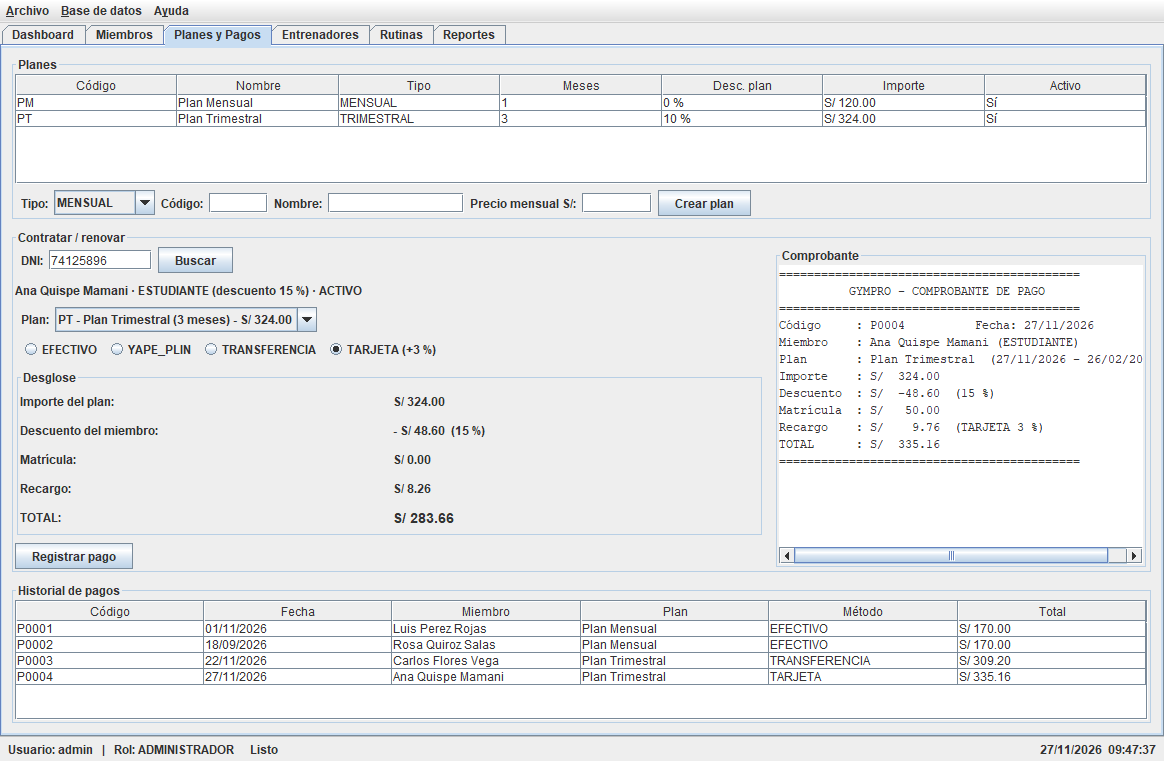 Archivo Base de datos Ayuda
Dashboard Miembros Planes y Pagos Entrenadores Rutinas Reportes
Planes
Código Nombre Tipo Meses Desc. plan Importe Activo
PM Plan Mensual MENSUAL 1 0 % S/ 120.00 Sí
PT Plan Trimestral TRIMESTRAL 3 10 % S/ 324.00 Sí
Tipo: MENSUAL Código: Nombre: Precio mensual S/: Crear plan
Contratar / renovar
DNI: 74125896 Buscar
Ana Quispe Mamani · ESTUDIANTE (descuento 15 %) · ACTIVO
Plan: PT - Plan Trimestral (3 meses) - S/ 324.00
EFECTIVO YAPE_PLIN TRANSFERENCIA TARJETA (+3 %)
Desglose
Importe del plan: S/ 324.00
Descuento del miembro: - S/ 48.60 (15 %)
Matrícula: S/ 0.00
Recargo: S/ 8.26
TOTAL: S/ 283.66
Registrar pago
Comprobante
===========================================
GYMPRO - COMPROBANTE DE PAGO
===========================================
Código : P0004 Fecha: 27/11/2026
Miembro : Ana Quispe Mamani (ESTUDIANTE)
Plan : Plan Trimestral (27/11/2026 - 26/02/20
Importe : S/ 324.00
Descuento : S/ -48.60 (15 %)
Matrícula : S/ 50.00
Recargo : S/ 9.76 (TARJETA 3 %)
TOTAL : S/ 335.16
===========================================
Historial de pagos
Código Fecha Miembro Plan Método Total
P0001 01/11/2026 Luis Perez Rojas Plan Mensual EFECTIVO S/ 170.00
P0002 18/09/2026 Rosa Quiroz Salas Plan Mensual EFECTIVO S/ 170.00
P0003 22/11/2026 Carlos Flores Vega Plan Trimestral TRANSFERENCIA S/ 309.20
P0004 27/11/2026 Ana Quispe Mamani Plan Trimestral TARJETA S/ 335.16
Usuario: admin | Rol: ADMINISTRADOR Listo 27/11/2026 09:47:37